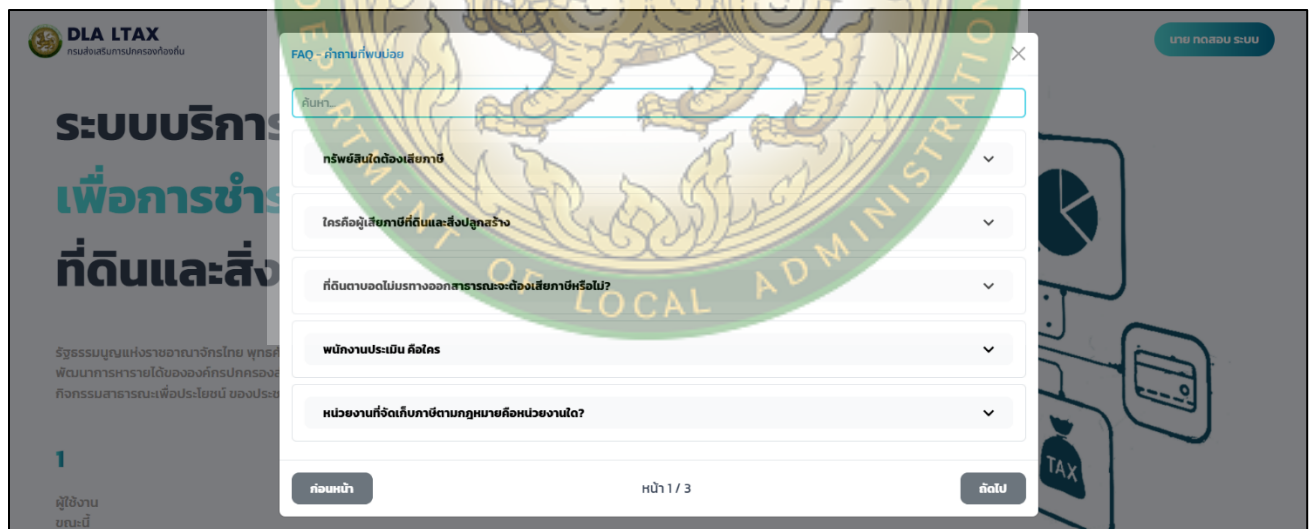 DLA LTAX
กรมส่งเสริมการปกครองท้องถิ่น
นาย ทดสอบ ระบบ
ระบบบริการ
เพื่อการชำร
ที่ดินและสิ่ง
รัฐธรรมนูญแห่งราชอาณาจักรไทย พุทธศั
พัฒนาการหารายได้ขององค์กรปกครองส
กิจกรรมสาธารณะเพื่อประโยชน์ ของประช
1
ผู้ใช้งาน
ขณะนี้
FAQ - คำถามที่พบบ่อย
ค้นหา...
ทรัพย์สินใดต้องเสียภาษี
ใครคือผู้เสียภาษีที่ดินและสิ่งปลูกสร้าง
ที่ดินตาบอดไม่มรทางออกสาธารณะจะต้องเสียภาษีหรือไม่?
พนักงานประเมิน คือใคร
หน่วยงานที่จัดเก็บภาษีตามกฎหมายคือหน่วยงานใด?
ก่อนหน้า
หน้า 1 / 3
ถัดไป
TAX
DEPARTMENT OF LOCAL ADMINISTRATION